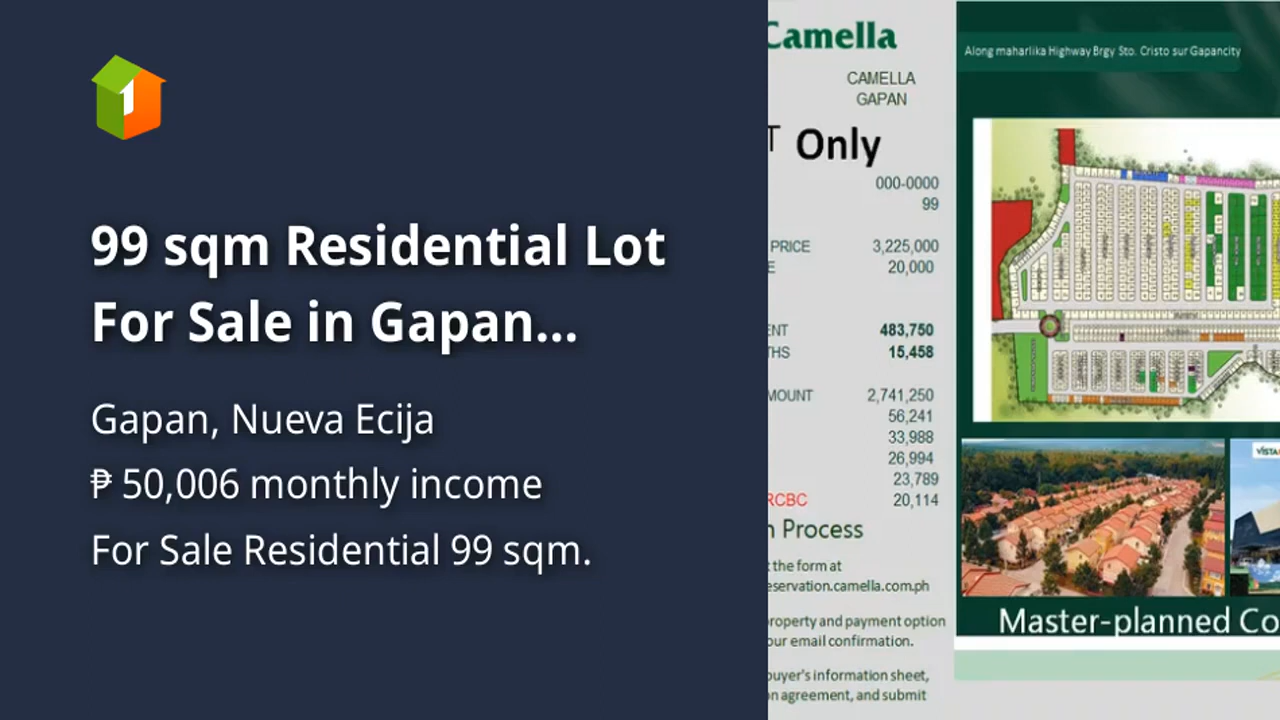 99 sqm Residential Lot
For Sale in Gapan...
Gapan, Nueva Ecija
₱ 50,006 monthly income
For Sale Residential 99 sqm.
Camella
CAMELLA
GAPAN
Only
000-0000
99
PRICE 3,225,000
20,000
483,750
15,458
2,741,250
56,241
33,988
26,994
23,789
RCBC 20,114
Process
the form at
eservation.camella.com.ph
property and payment option
our email confirmation.
buyer's information sheet,
agreement, and submit
Along maharlika Highway Brgy Sto. Cristo sur Gapancity
VISTA
Master-planned Co